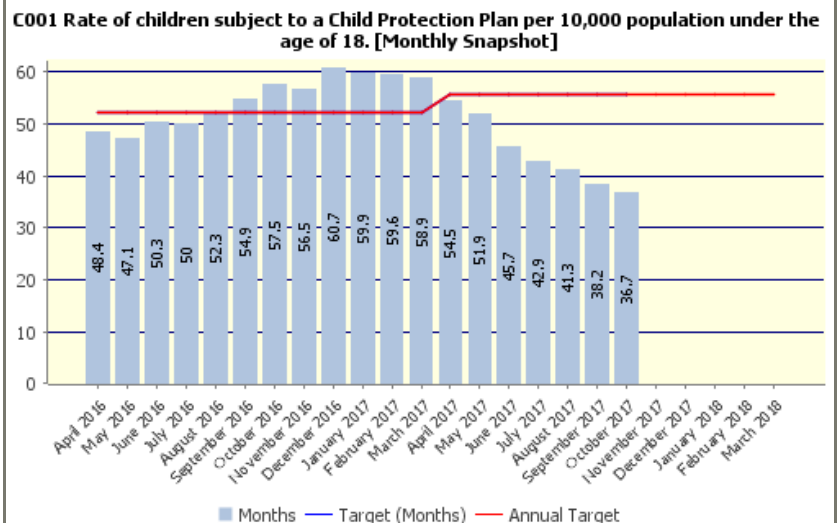 C001 Rate of children subject to a Child Protection Plan per 10,000 population under the
age of 18. [Monthly Snapshot]
60
50
40
30
20
10
0
48.4
47.1
50.3
50
52.3
54.9
57.5
56.5
60.7
59.9
59.6
58.9
54.5
51.9
45.7
42.9
41.3
38.2
36.7
April 2016
May 2016
June 2016
July 2016
August 2016
September 2016
October 2016
November 2016
December 2016
January 2017
February 2017
March 2017
April 2017
May 2017
June 2017
July 2017
August 2017
September 2017
October 2017
November 2017
December 2017
January 2018
February 2018
March 2018
Months
Target (Months)
Annual Target